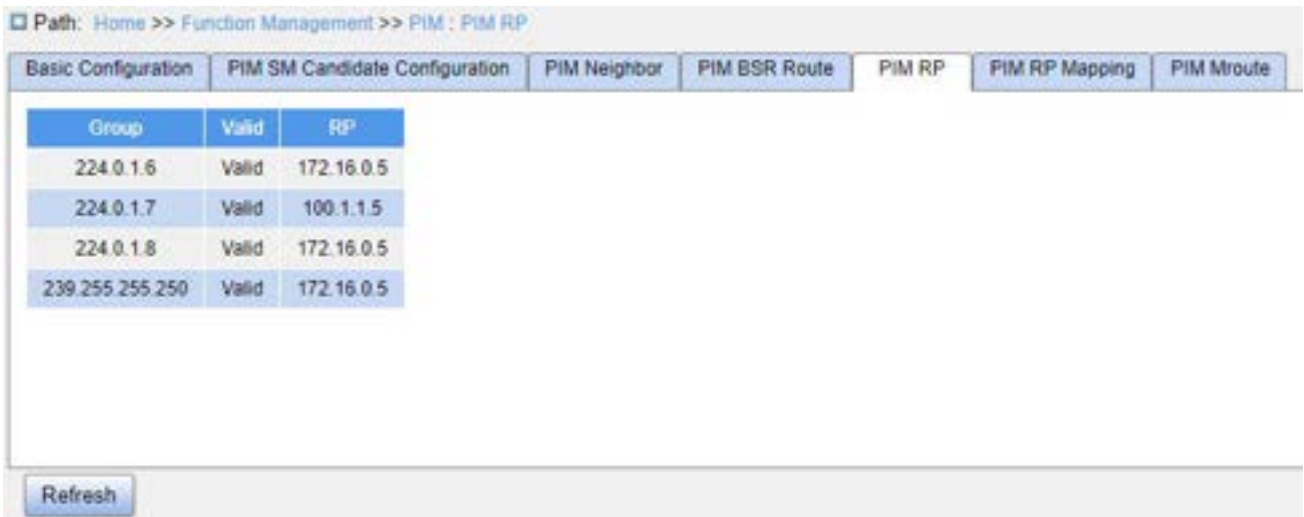 Path: Home >> Function Management >> PIM : PIM RP
Basic Configuration PIM SM Candidate Configuration PIM Neighbor PIM BSR Route PIM RP PIM RP Mapping PIM Mroute
Group Valid RP
224.0.1.6 Valid 172.16.0.5
224.0.1.7 Valid 100.1.1.5
224.0.1.8 Valid 172.16.0.5
239.255.255.250 Valid 172.16.0.5
Refresh